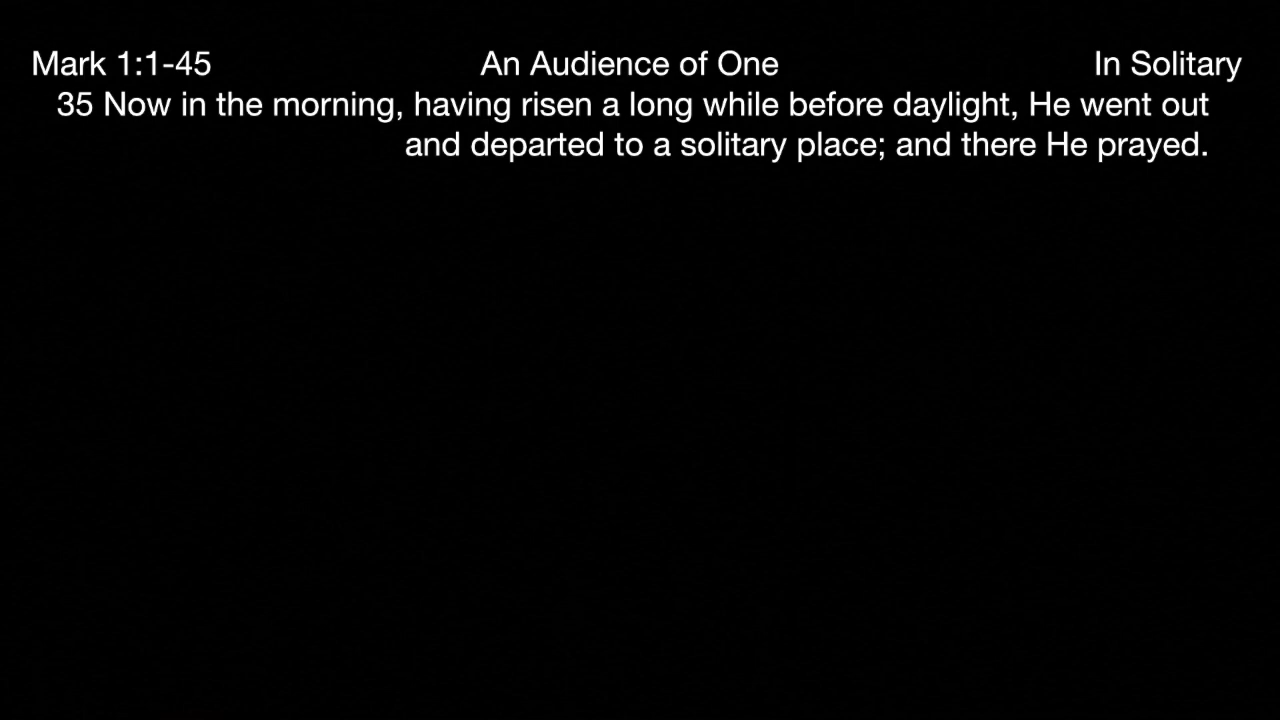 Mark 1:1-45 An Audience of One In Solitary
35 Now in the morning, having risen a long while before daylight, He went out
and departed to a solitary place; and there He prayed.